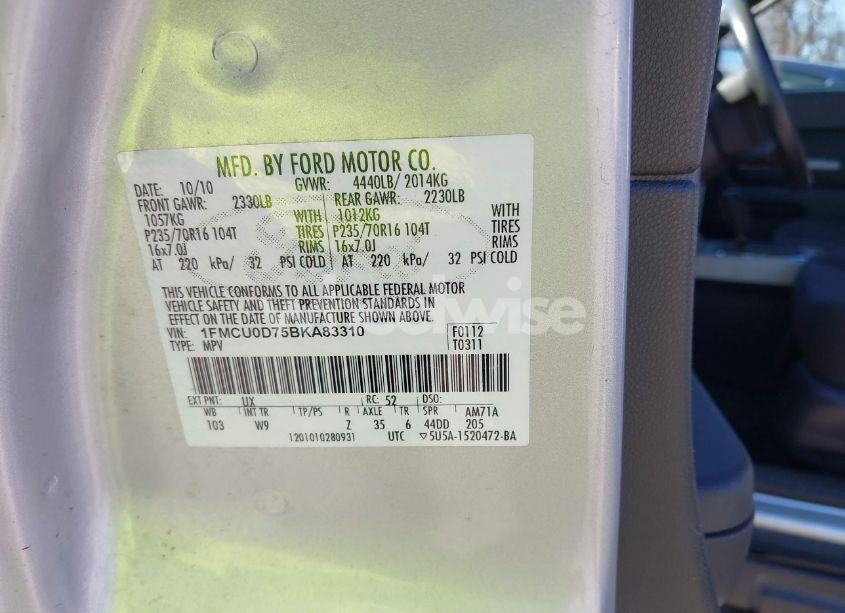 MFD. BY FORD MOTOR CO.
DATE: 10/10 GVWR: 4440LB/ 2014KG
FRONT GAWR: 2330LB REAR GAWR: 2230LB
1057KG WITH 1012KG WITH
P235/70R16 104T TIRES P235/70R16 104T TIRES
16x7.0J RIMS 16x7.0J RIMS
AT 220 kPa/ 32 PSI COLD AT 220 kPa/ 32 PSI COLD
THIS VEHICLE CONFORMS TO ALL APPLICABLE FEDERAL MOTOR
VEHICLE SAFETY AND THEFT PREVENTION STANDARDS IN
EFFECT ON THE DATE OF MANUFACTURE SHOWN ABOVE.
VIN: 1FMCU0D75BKA83310 F0112
TYPE: MPV T0311
EXT PNT: UX RC: 52 DSO:
WB INT TR TP/PS R AXLE TR SPR AM71A
103 W9 Z 35 6 44DD 205
1201010280931 UTC ▽5U5A-1520472-BA